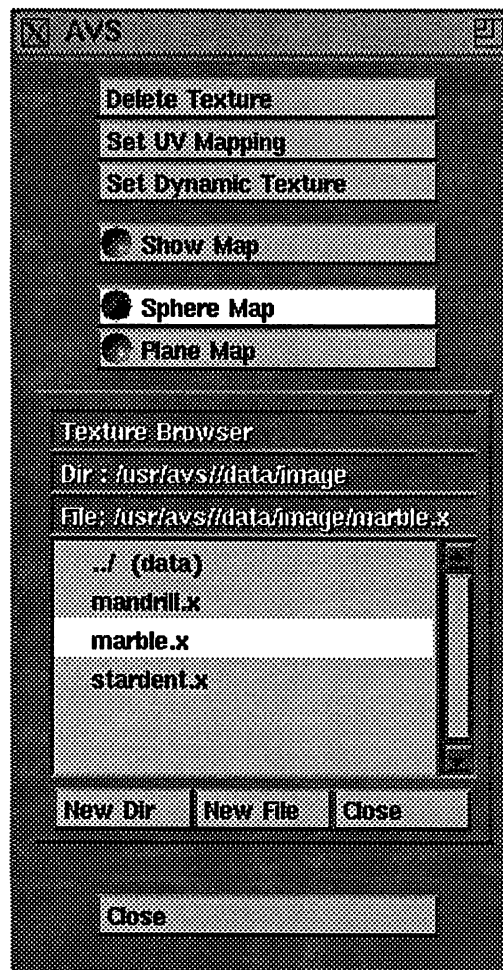 AVS
Delete Texture
Set UV Mapping
Set Dynamic Texture
Show Map
Sphere Map
Plane Map
Texture Browser
Dir : /usr/avs//data/image
File: /usr/avs//data/image/marble.x
../ (data)
mandrill.x
marble.x
stardent.x
New Dir New File Close
Close